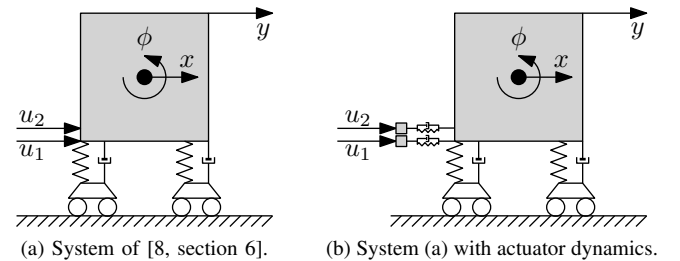 y
ϕ
x
u2
u1
y
ϕ
x
u2
u1
(a) System of [8, section 6].
(b) System (a) with actuator dynamics.